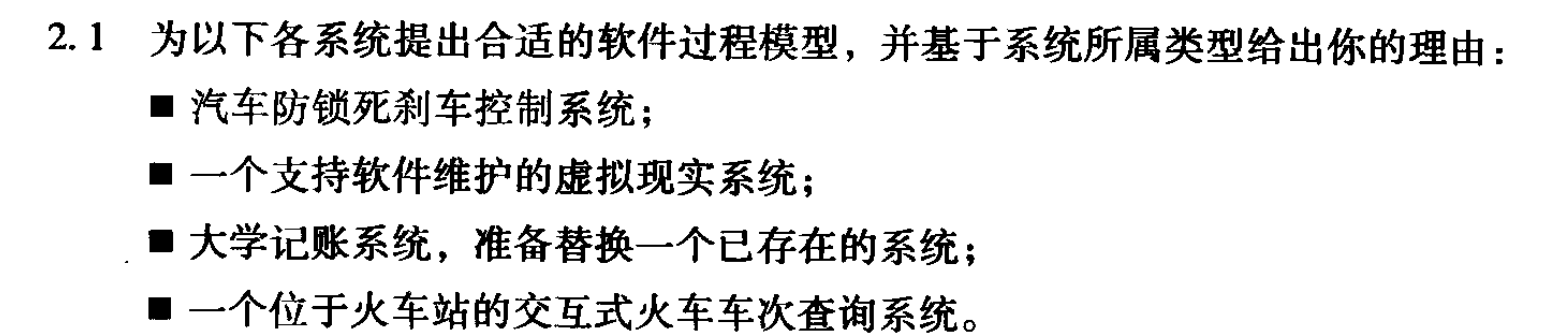 2.1 为以下各系统提出合适的软件过程模型，并基于系统所属类型给出你的理由：
■ 汽车防锁死刹车控制系统；
■ 一个支持软件维护的虚拟现实系统；
■ 大学记账系统，准备替换一个已存在的系统；
■ 一个位于火车站的交互式火车车次查询系统。